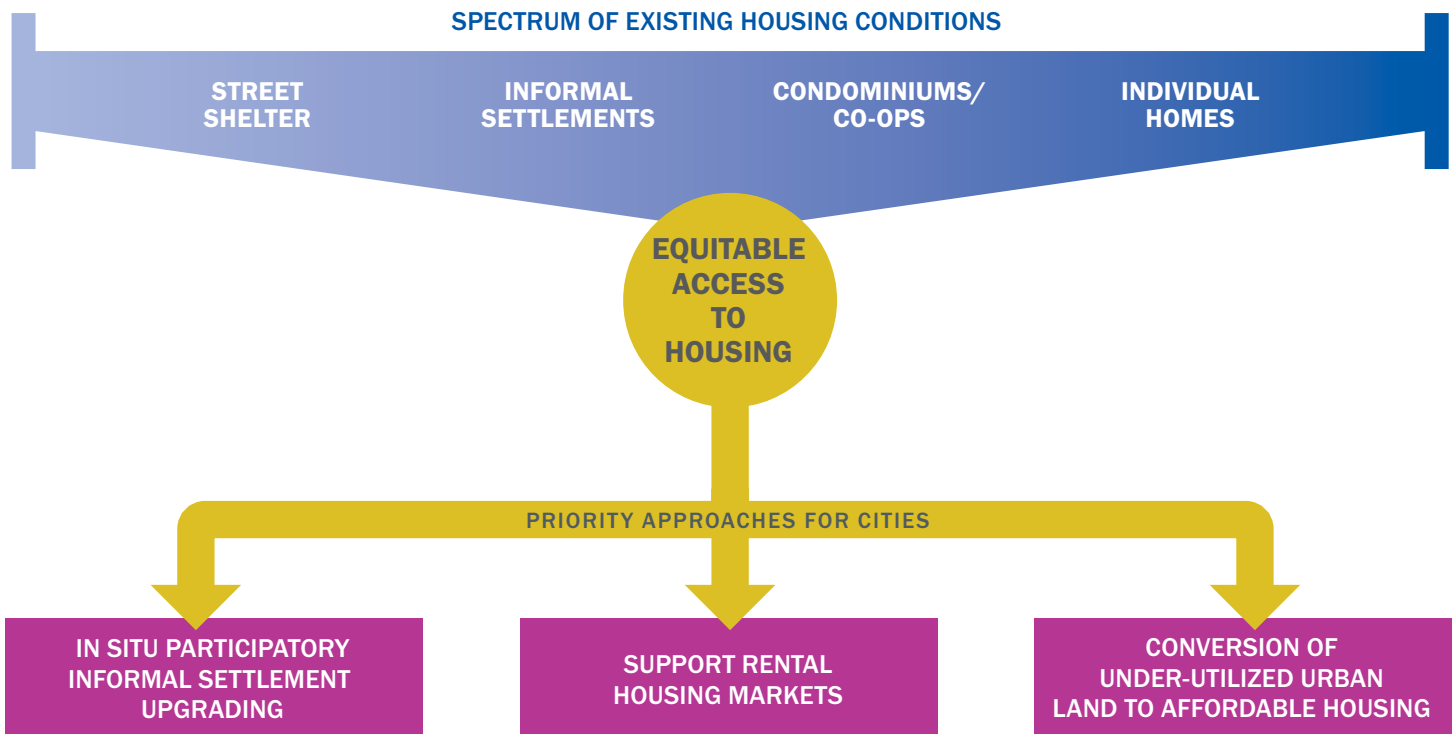 SPECTRUM OF EXISTING HOUSING CONDITIONS
STREET
SHELTER
INFORMAL
SETTLEMENTS
CONDOMINIUMS/
CO-OPS
INDIVIDUAL
HOMES
EQUITABLE
ACCESS
TO
HOUSING
PRIORITY APPROACHES FOR CITIES
IN SITU PARTICIPATORY
INFORMAL SETTLEMENT
UPGRADING
SUPPORT RENTAL
HOUSING MARKETS
CONVERSION OF
UNDER-UTILIZED URBAN
LAND TO AFFORDABLE HOUSING